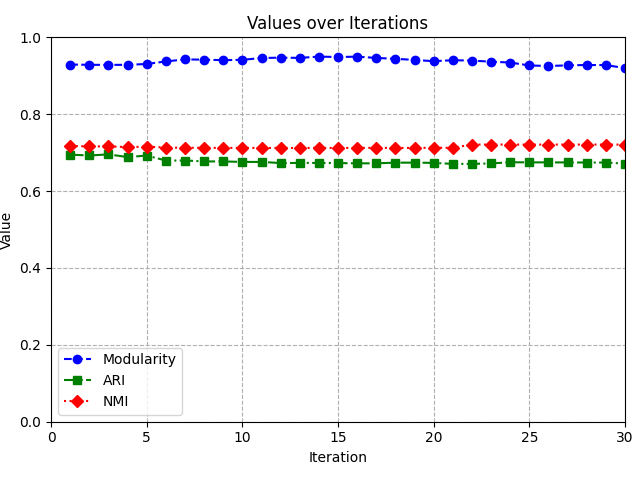 Values over Iterations
1.0
0.8
0.6
0.4
0.2
0.0
Value
Modularity
ARI
NMI
0 5 10 15 20 25 30
Iteration